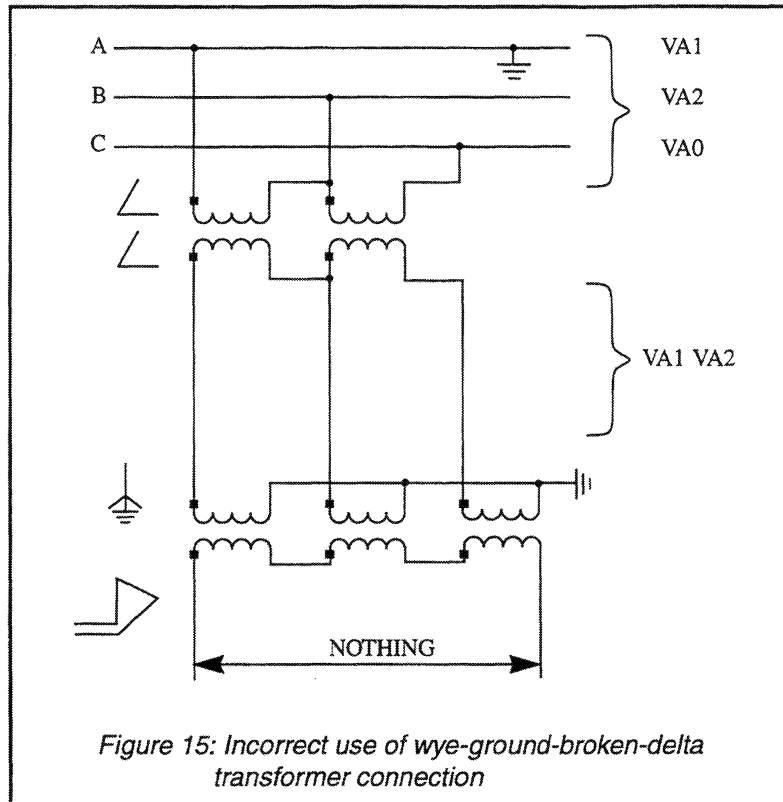 A VA1
B VA2
C VA0
VA1 VA2
NOTHING
Figure 15: Incorrect use of wye-ground-broken-delta
transformer connection